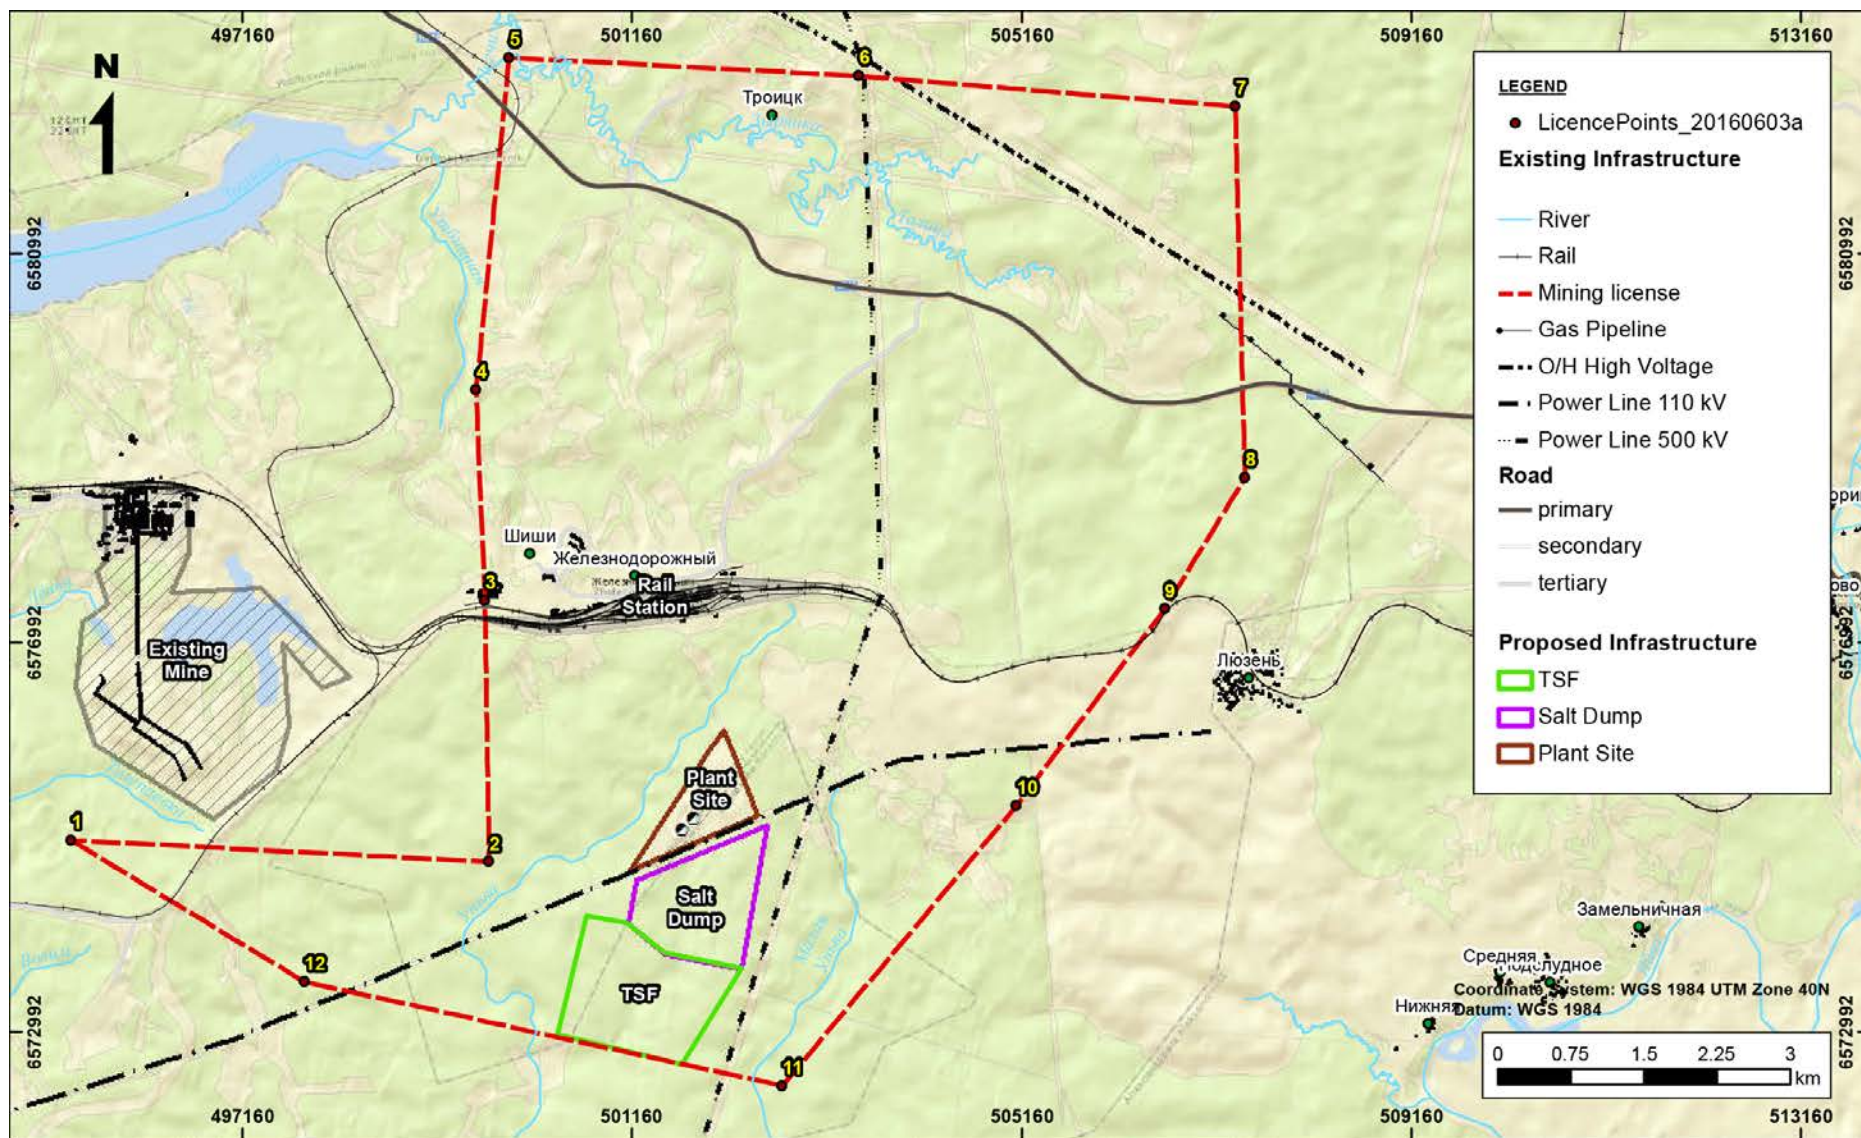 497160
501160
505160
509160
513160
N
5
6
7
Троицк
6580992
6580992
4
Шиши
Железнодорожный
3
Rail
Station
8
9
Люзень
6576992
6576992
Existing
Mine
Plant
Site
10
1
2
Salt
Dump
12
TSF
11
Замельничная
Средняя
Нижняя
6572992
6572992
497160
501160
505160
509160
513160
LEGEND
LicencePoints_20160603a
Existing Infrastructure
River
Rail
Mining license
Gas Pipeline
O/H High Voltage
Power Line 110 kV
Power Line 500 kV
Road
primary
secondary
tertiary
Proposed Infrastructure
TSF
Salt Dump
Plant Site
Coordinate System: WGS 1984 UTM Zone 40N
Datum: WGS 1984
0 0.75 1.5 2.25 3
km